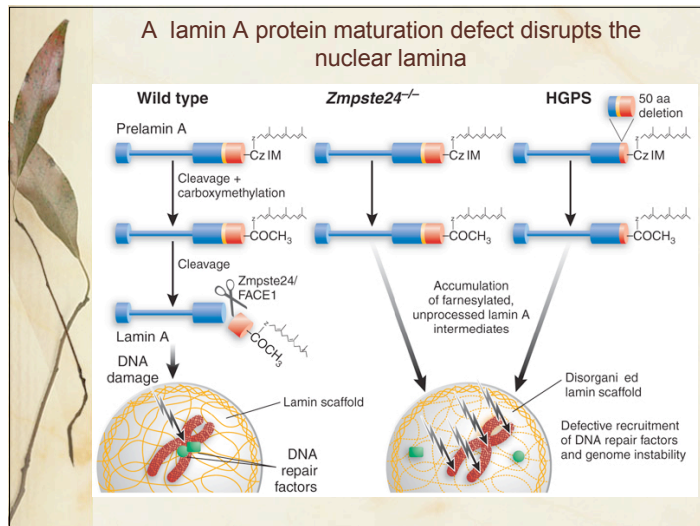 A lamin A protein maturation defect disrupts the
nuclear lamina
Wild type
Zmpste24–/–
HGPS
50 aa
deletion
Prelamin A
z
Cz IM
z
Cz IM
z
Cz IM
Cleavage +
carboxymethylation
z
COCH3
z
COCH3
z
COCH3
Cleavage
Zmpste24/
FACE1
z
COCH3
Lamin A
Accumulation
of farnesylated,
unprocessed lamin A
intermediates
DNA
damage
Lamin scaffold
DNA
repair
factors
Disorgani ed
lamin scaffold
Defective recruitment
of DNA repair factors
and genome instability